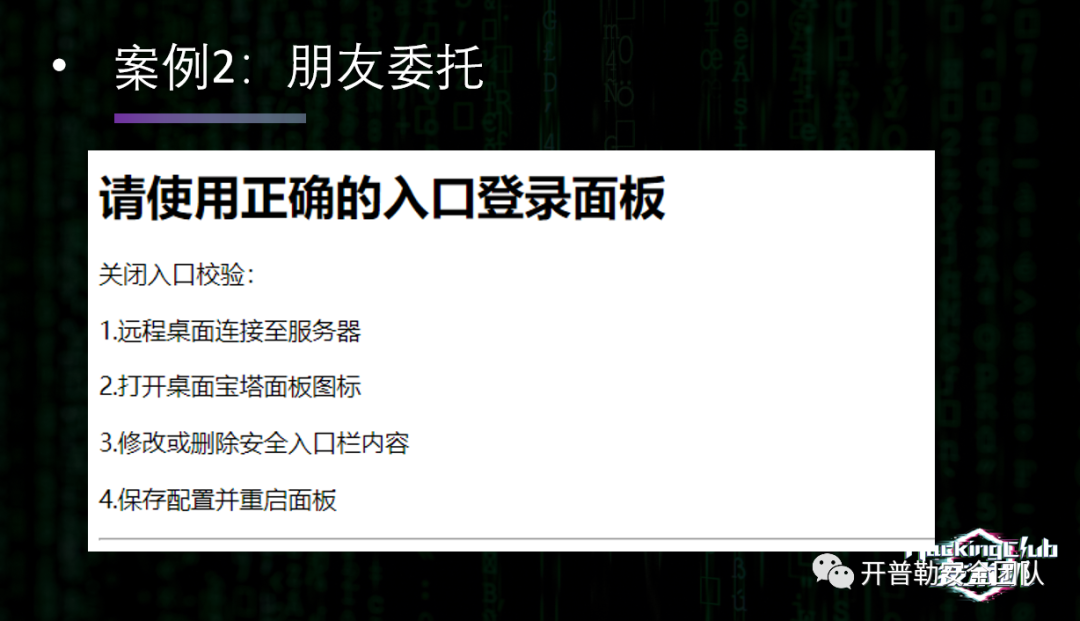 • 案例2：朋友委托
请使用正确的入口登录面板
关闭入口校验：
1.远程桌面连接至服务器
2.打开桌面宝塔面板图标
3.修改或删除安全入口栏内容
4.保存配置并重启面板
HackingClub
开普勒安全团队